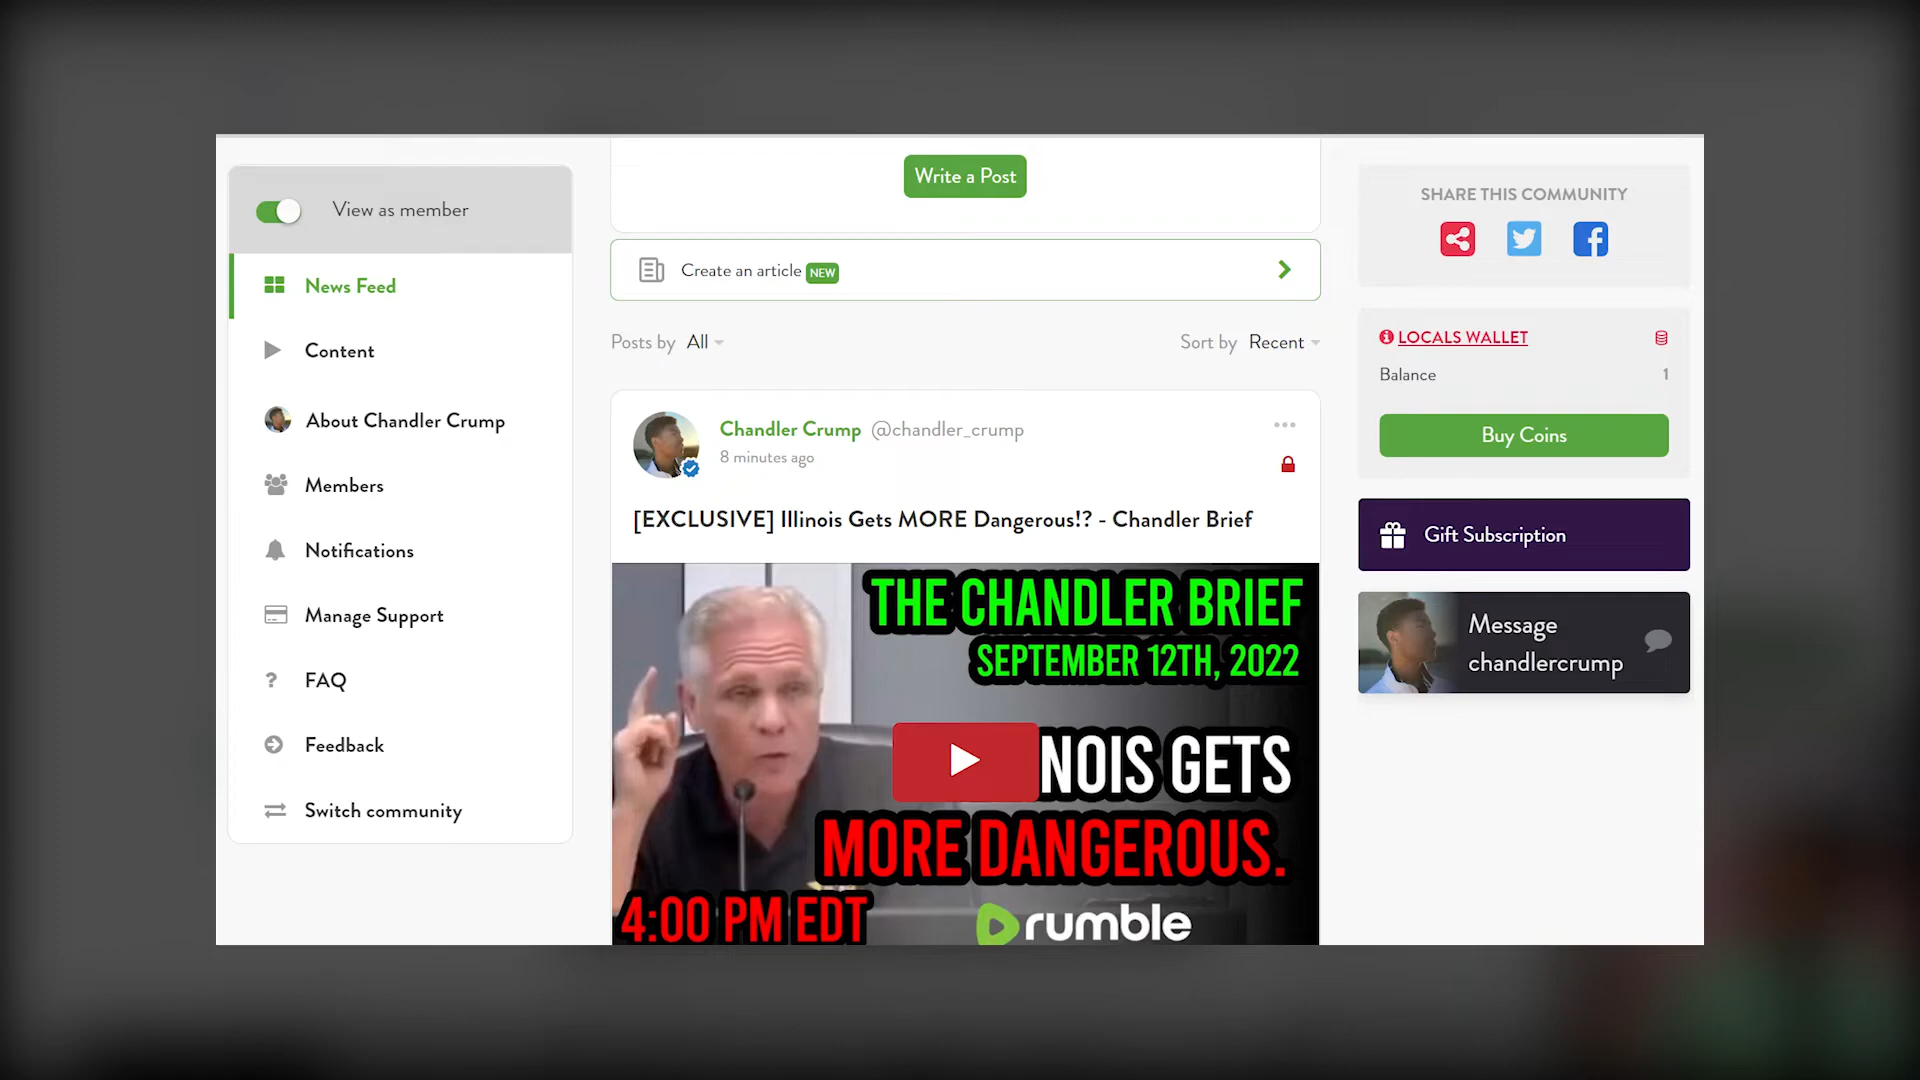 View as member
News Feed
Content
About Chandler Crump
Members
Notifications
Manage Support
? FAQ
Feedback
Switch community
Write a Post
Create an article NEW
Posts by All
Sort by Recent
Chandler Crump @chandler_crump
8 minutes ago
[EXCLUSIVE] Illinois Gets MORE Dangerous!? - Chandler Brief
THE CHANDLER BRIEF
SEPTEMBER 12TH, 2022
NOIS GETS
MORE DANGEROUS.
4:00 PM EDT
rumble
SHARE THIS COMMUNITY
LOCALS WALLET
Balance 1
Buy Coins
Gift Subscription
Message
chandlercrump